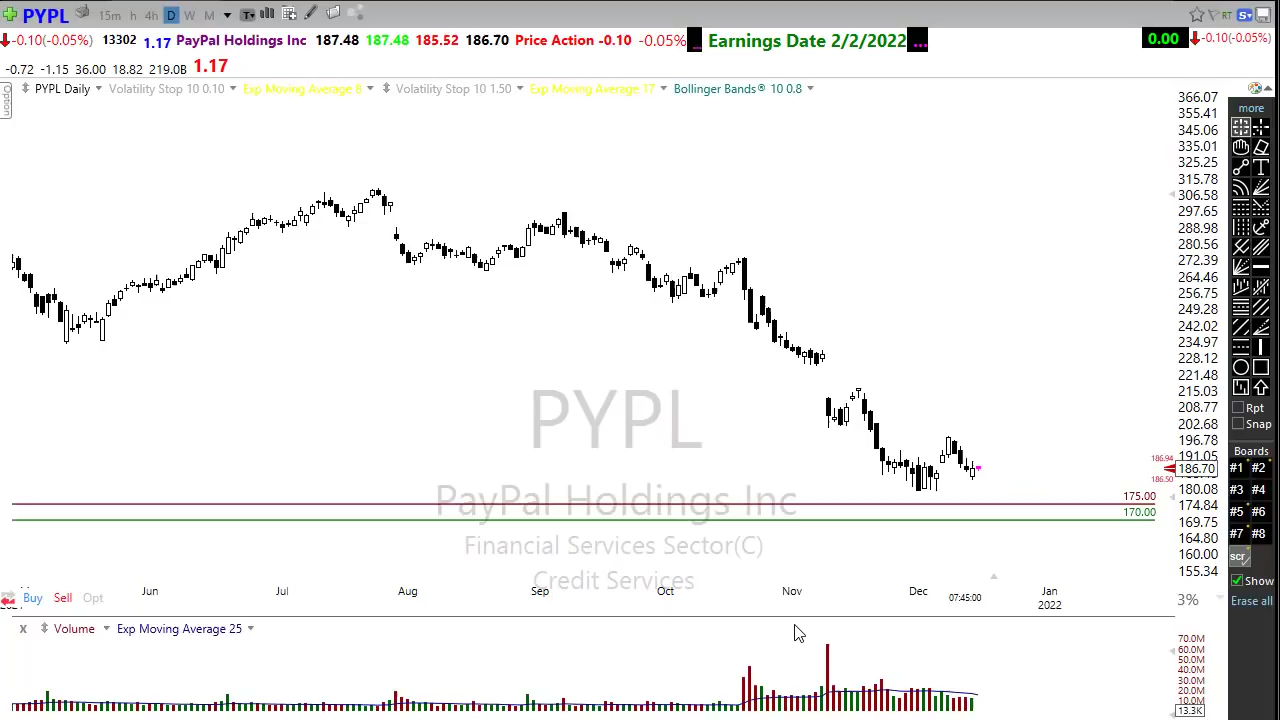 PYPL 15m h 4h D W M T RT S
-0.10(-0.05%) 13302 1.17 PayPal Holdings Inc 187.48 187.48 185.52 186.70 Price Action -0.10 -0.05% Earnings Date 2/2/2022 ... 0.00 -0.10(-0.05%)
-0.72 -1.15 36.00 18.82 219.0B 1.17
Option
PYPL Daily Volatility Stop 10 0.10 Exp Moving Average 8 Volatility Stop 10 1.50 Exp Moving Average 17 Bollinger Bands® 10 0.8
366.07
more
355.41
345.06
335.01
325.25
315.78
306.58
297.65
288.98
280.56
272.39
264.46
256.75
249.28
242.02
234.97
228.12
221.48
215.03
208.77
Rpt
202.68
Snap
196.78
PYPL
191.05
Boards
186.94
186.70
186.50
#1 #2
180.08
#3 #4
175.00
174.84
PayPal Holdings Inc
170.00
#5 #6
169.75
164.80
#7 #8
Financial Services Sector(C)
160.00
scr
155.34
Credit Services
Show
Jun Jul Aug Sep Oct Nov Dec Jan
Buy Sell Opt 07:45:00 2022 3% Erase all
X Volume Exp Moving Average 25
70.0M
60.0M
50.0M
40.0M
30.0M
20.0M
10.0M
13.3K